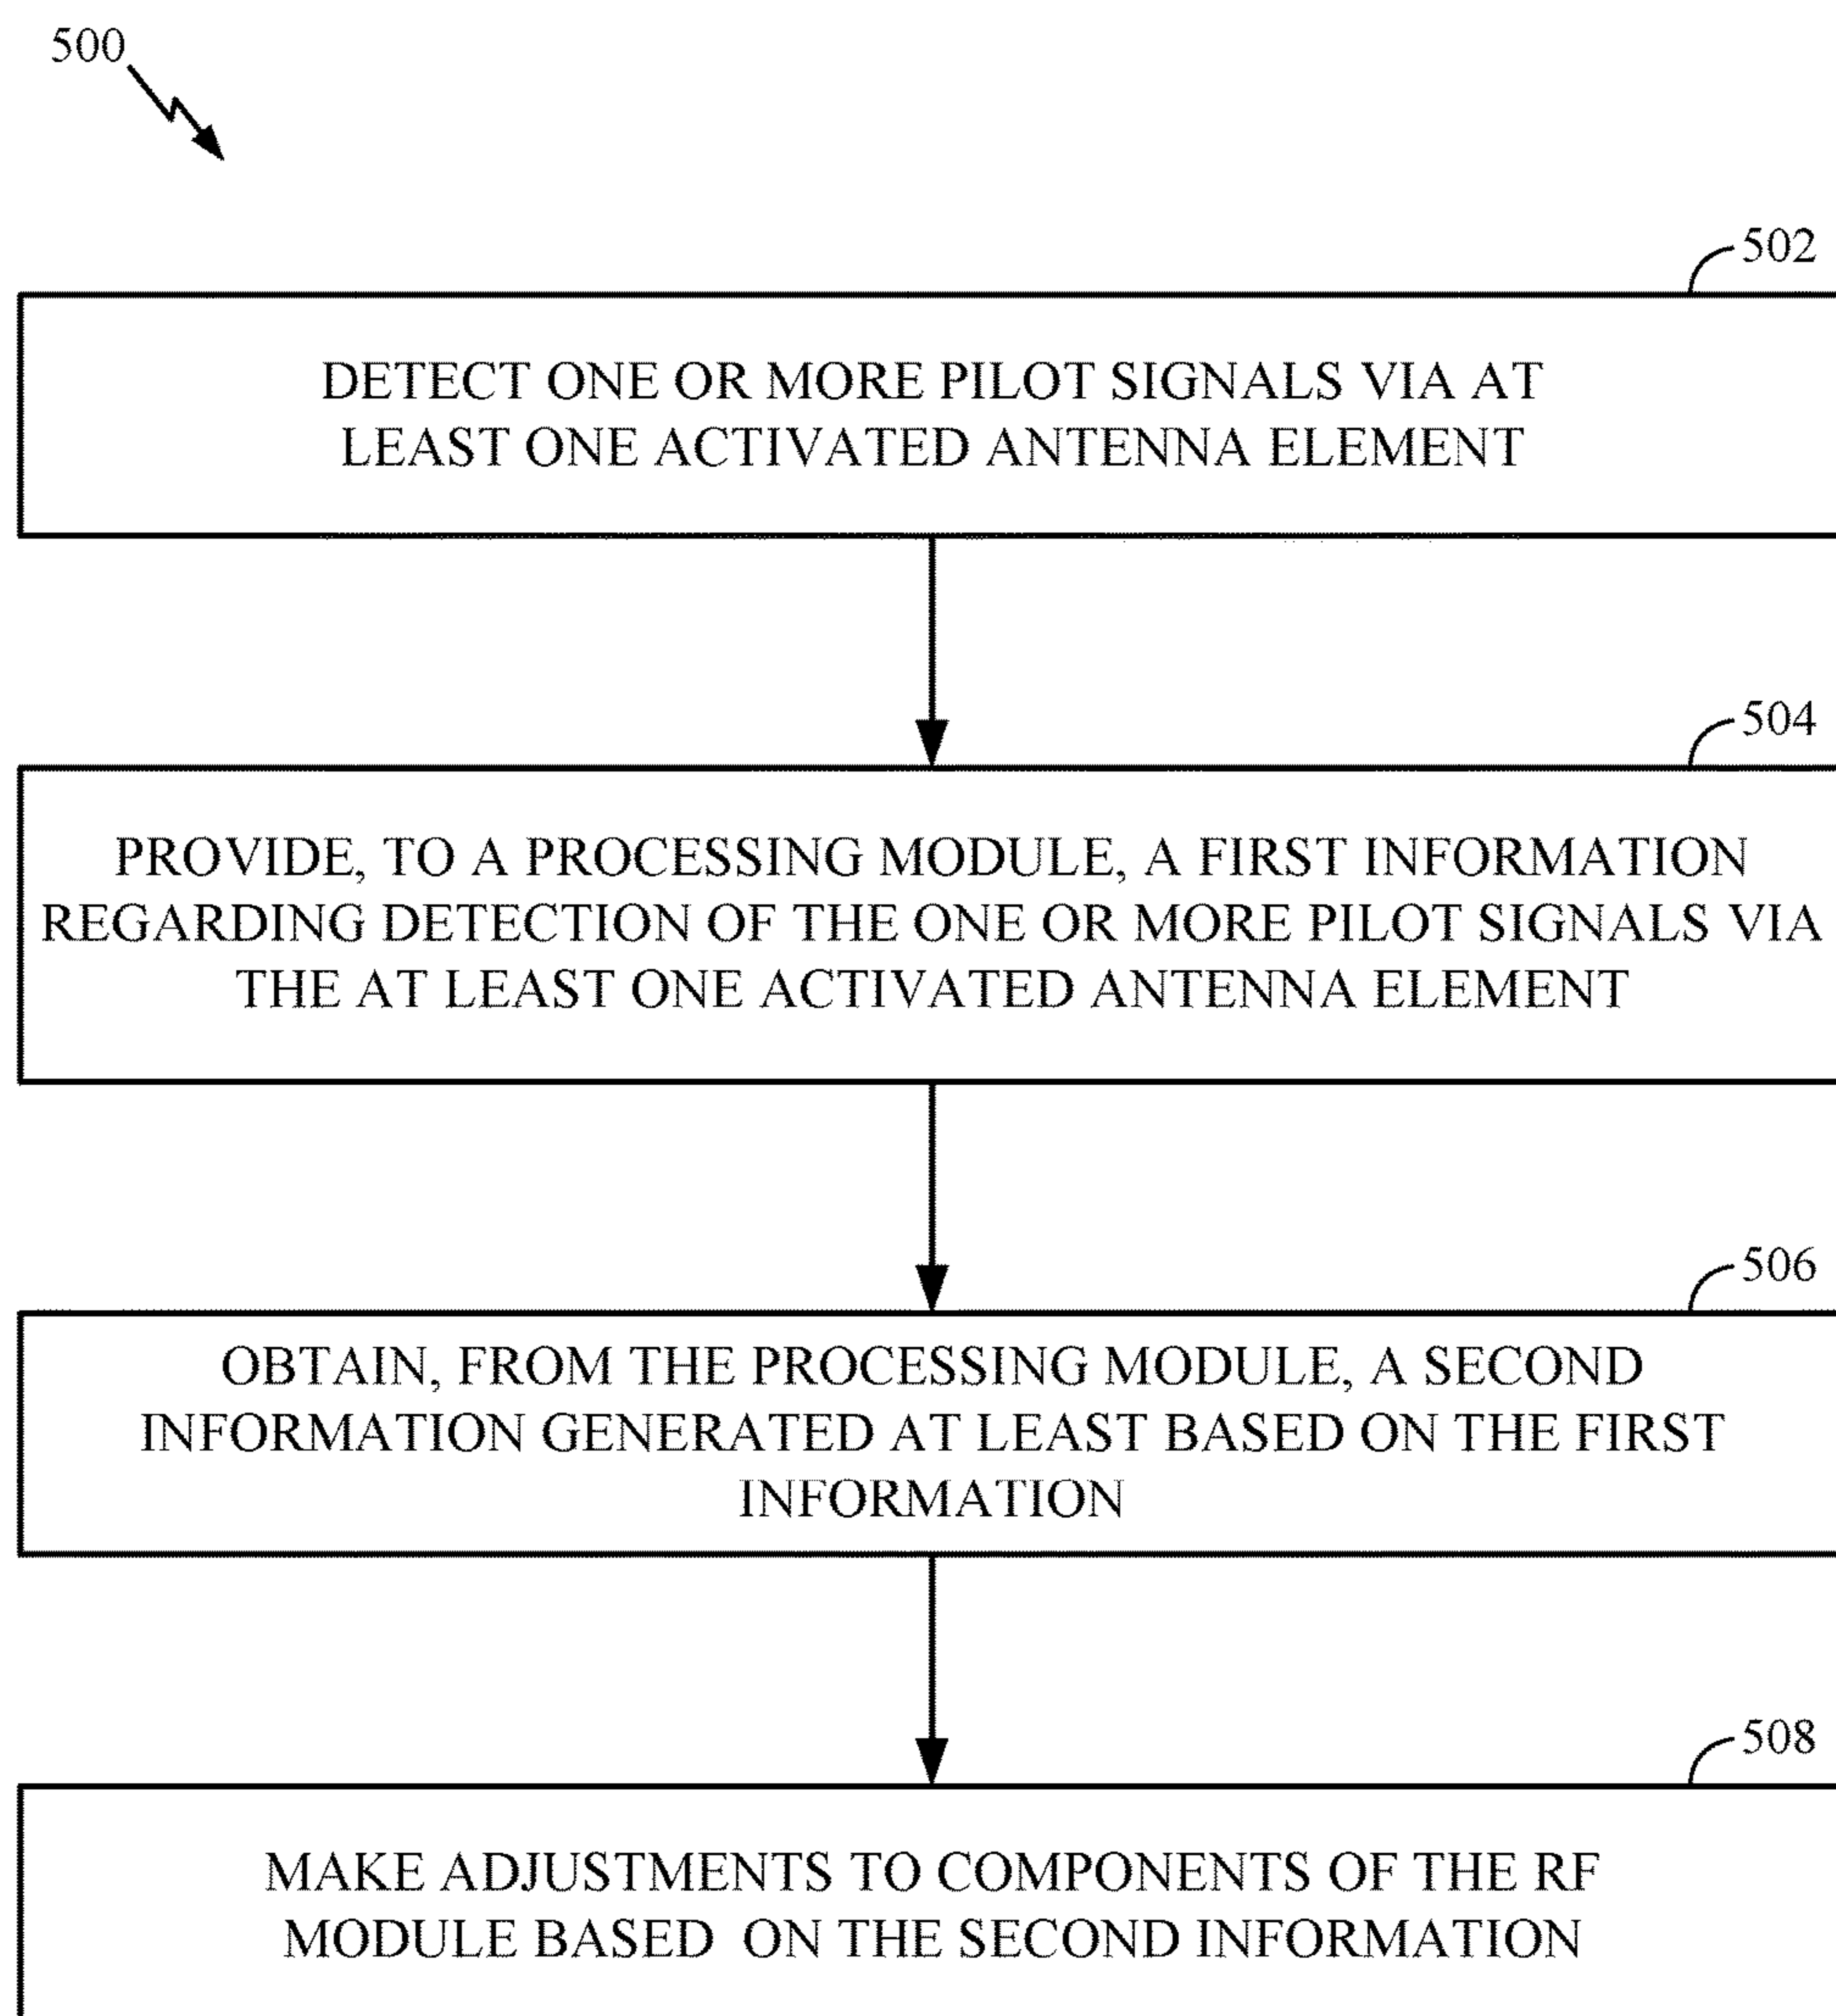 500
502
DETECT ONE OR MORE PILOT SIGNALS VIA AT
LEAST ONE ACTIVATED ANTENNA ELEMENT
504
PROVIDE, TO A PROCESSING MODULE, A FIRST INFORMATION
REGARDING DETECTION OF THE ONE OR MORE PILOT SIGNALS VIA
THE AT LEAST ONE ACTIVATED ANTENNA ELEMENT
506
OBTAIN, FROM THE PROCESSING MODULE, A SECOND
INFORMATION GENERATED AT LEAST BASED ON THE FIRST
INFORMATION
508
MAKE ADJUSTMENTS TO COMPONENTS OF THE RF
MODULE BASED  ON THE SECOND INFORMATION